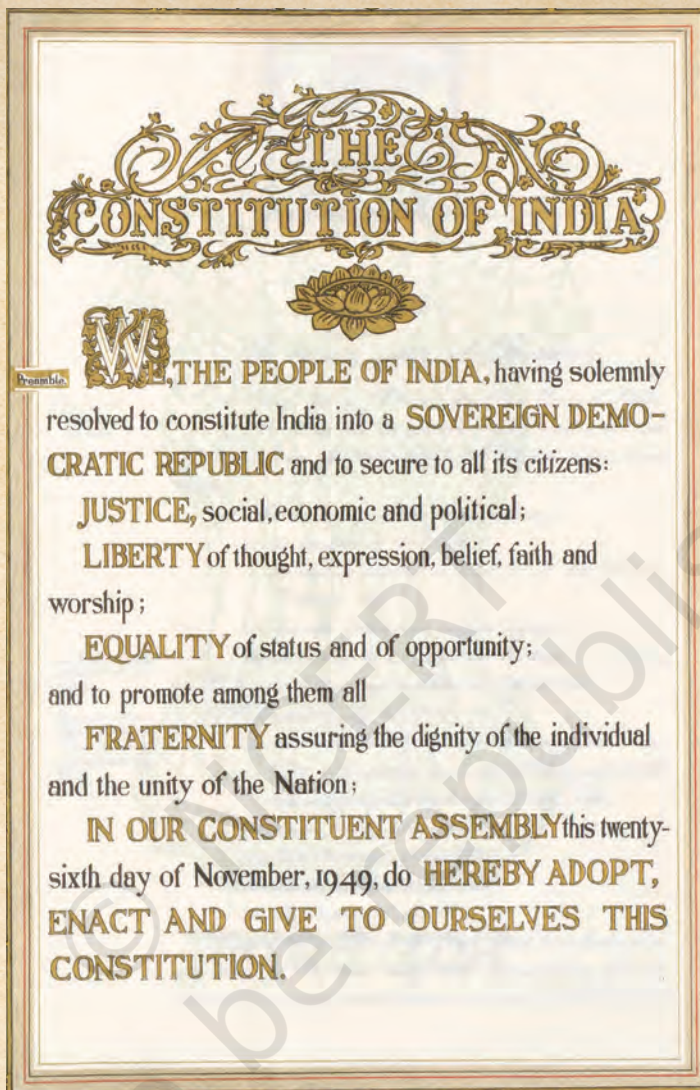 THE
CONSTITUTION OF INDIA
Preamble.
WE, THE PEOPLE OF INDIA, having solemnly
resolved to constitute India into a SOVEREIGN DEMO-
CRATIC REPUBLIC and to secure to all its citizens:
JUSTICE, social, economic and political;
LIBERTY of thought, expression, belief, faith and
worship;
EQUALITY of status and of opportunity;
and to promote among them all
FRATERNITY assuring the dignity of the individual
and the unity of the Nation;
IN OUR CONSTITUENT ASSEMBLY this twenty-
sixth day of November, 1949, do HEREBY ADOPT,
ENACT AND GIVE TO OURSELVES THIS
CONSTITUTION.
© NCERT
be republis